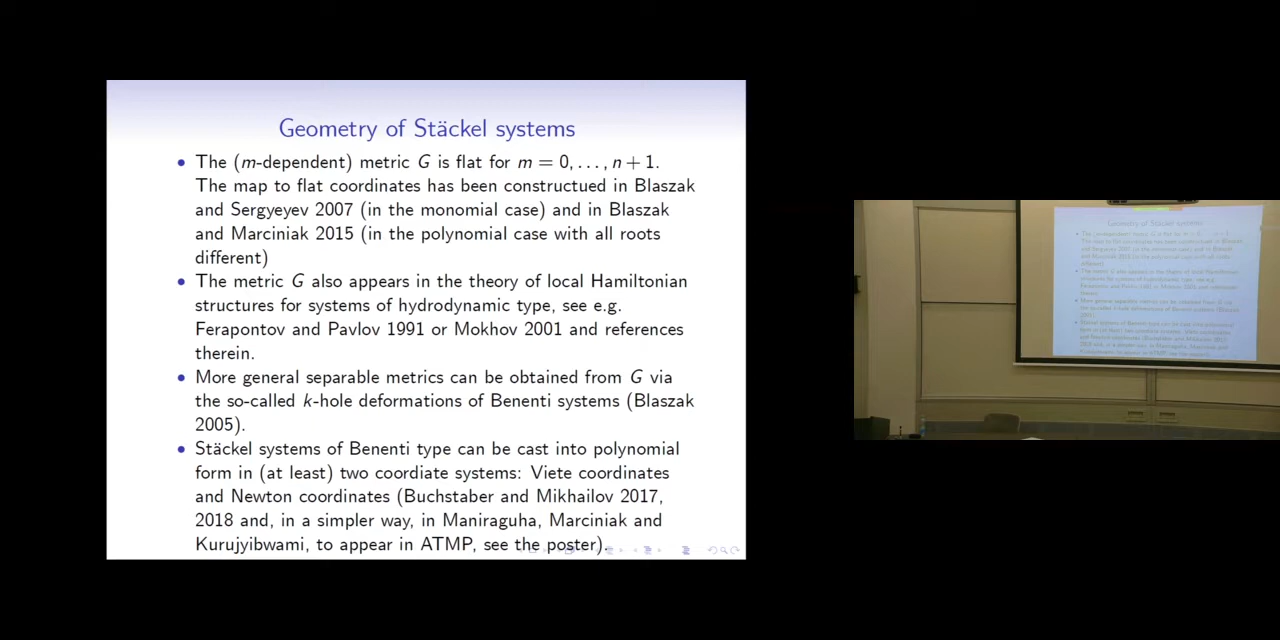 Geometry of Stäckel systems
• The (m-dependent) metric G is flat for m = 0, . . . , n + 1.
The map to flat coordinates has been constructued in Blaszak
and Sergyeyev 2007 (in the monomial case) and in Blaszak
and Marciniak 2015 (in the polynomial case with all roots
different)
• The metric G also appears in the theory of local Hamiltonian
structures for systems of hydrodynamic type, see e.g.
Ferapontov and Pavlov 1991 or Mokhov 2001 and references
therein.
• More general separable metrics can be obtained from G via
the so-called k-hole deformations of Benenti systems (Blaszak
2005).
• Stäckel systems of Benenti type can be cast into polynomial
form in (at least) two coordiate systems: Viete coordinates
and Newton coordinates (Buchstaber and Mikhailov 2017,
2018 and, in a simpler way, in Maniraguha, Marciniak and
Kurujyibwami, to appear in ATMP, see the poster).